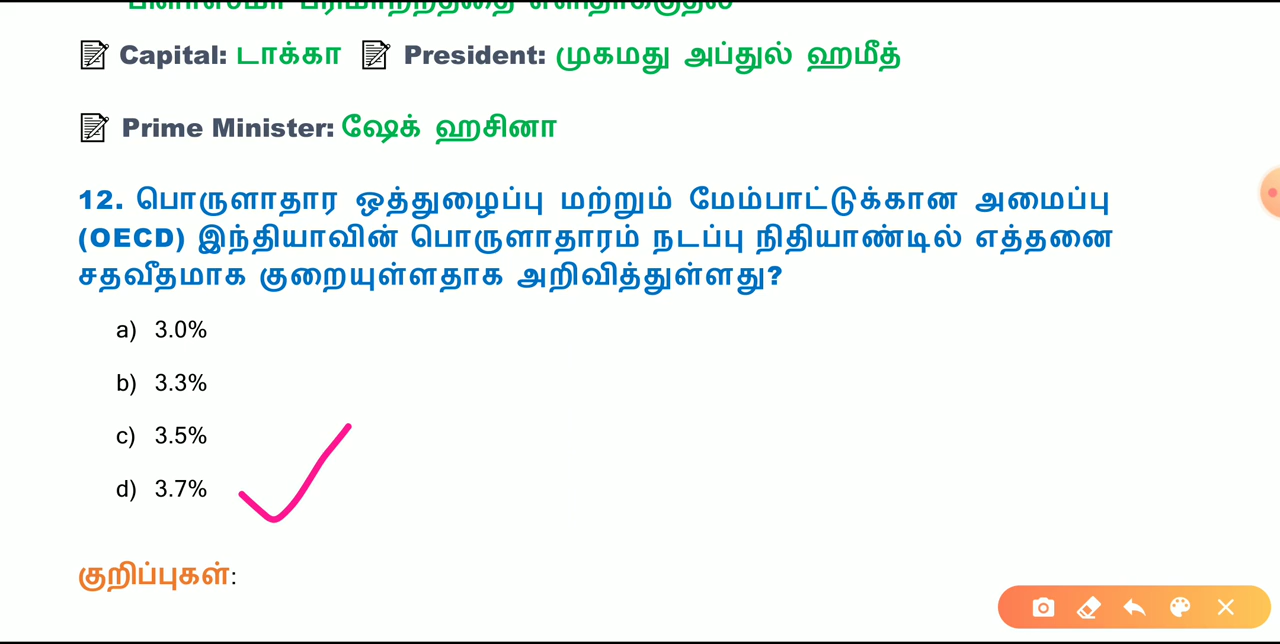 Capital: டாக்கா President: முகமது அப்துல் ஹமீத்
Prime Minister: ஷேக் ஹசினா
12. பொருளாதார ஒத்துழைப்பு மற்றும் மேம்பாட்டுக்கான அமைப்பு
(OECD) இந்தியாவின் பொருளாதாரம் நடப்பு நிதியாண்டில் எத்தனை
சதவீதமாக குறையுள்ளதாக அறிவித்துள்ளது?
a) 3.0%
b) 3.3%
c) 3.5%
d) 3.7%
குறிப்புகள்: